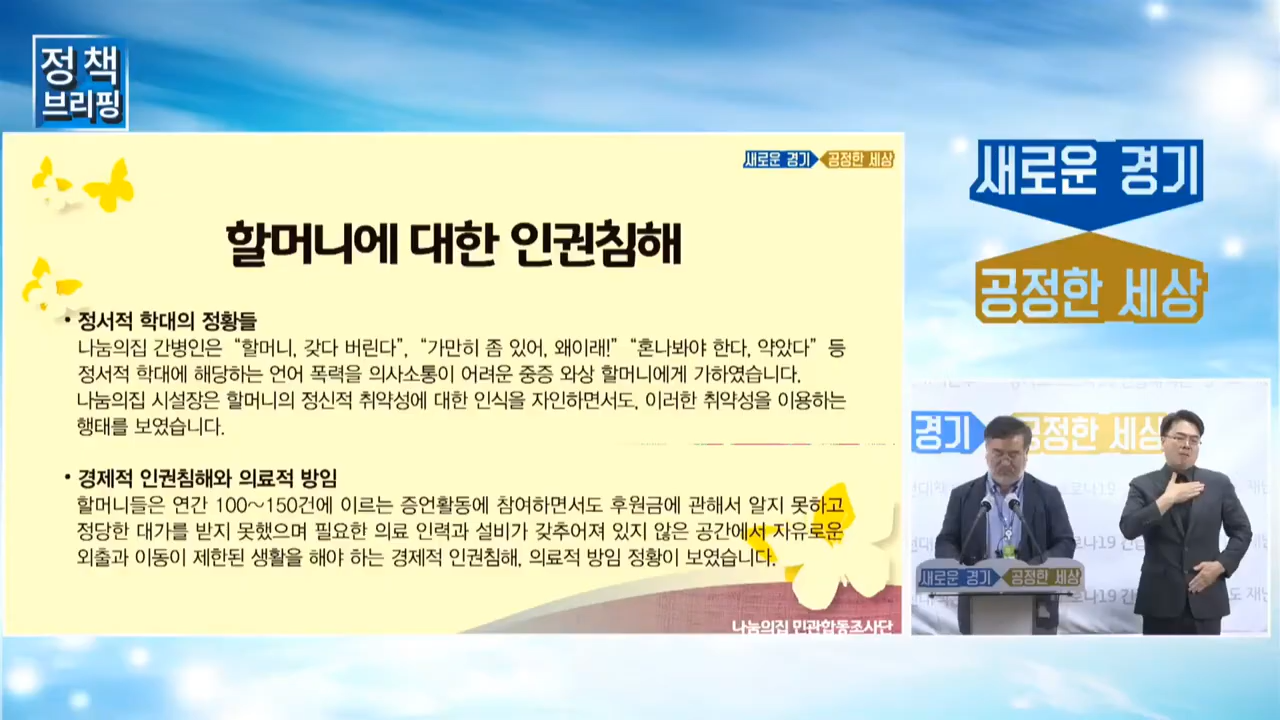 정책
브리핑
새로운 경기 공정한 세상
할머니에 대한 인권침해
• 정서적 학대의 정황들
나눔의집 간병인은 “할머니, 갖다 버린다”, “가만히 좀 있어, 왜이래!” “혼나봐야 한다, 약았다” 등
정서적 학대에 해당하는 언어 폭력을 의사소통이 어려운 중증 와상 할머니에게 가하였습니다.
나눔의집 시설장은 할머니의 정신적 취약성에 대한 인식을 자인하면서도, 이러한 취약성을 이용하는
행태를 보였습니다.
• 경제적 인권침해와 의료적 방임
할머니들은 연간 100～150건에 이르는 증언활동에 참여하면서도 후원금에 관해서 알지 못하고
정당한 대가를 받지 못했으며 필요한 의료 인력과 설비가 갖추어져 있지 않은 공간에서 자유로운
외출과 이동이 제한된 생활을 해야 하는 경제적 인권침해, 의료적 방임 정황이 보였습니다.
나눔의집 민관합동조사단
새로운 경기
공정한 세상
경기 공정한 세상
새로운 경기 공정한 세상